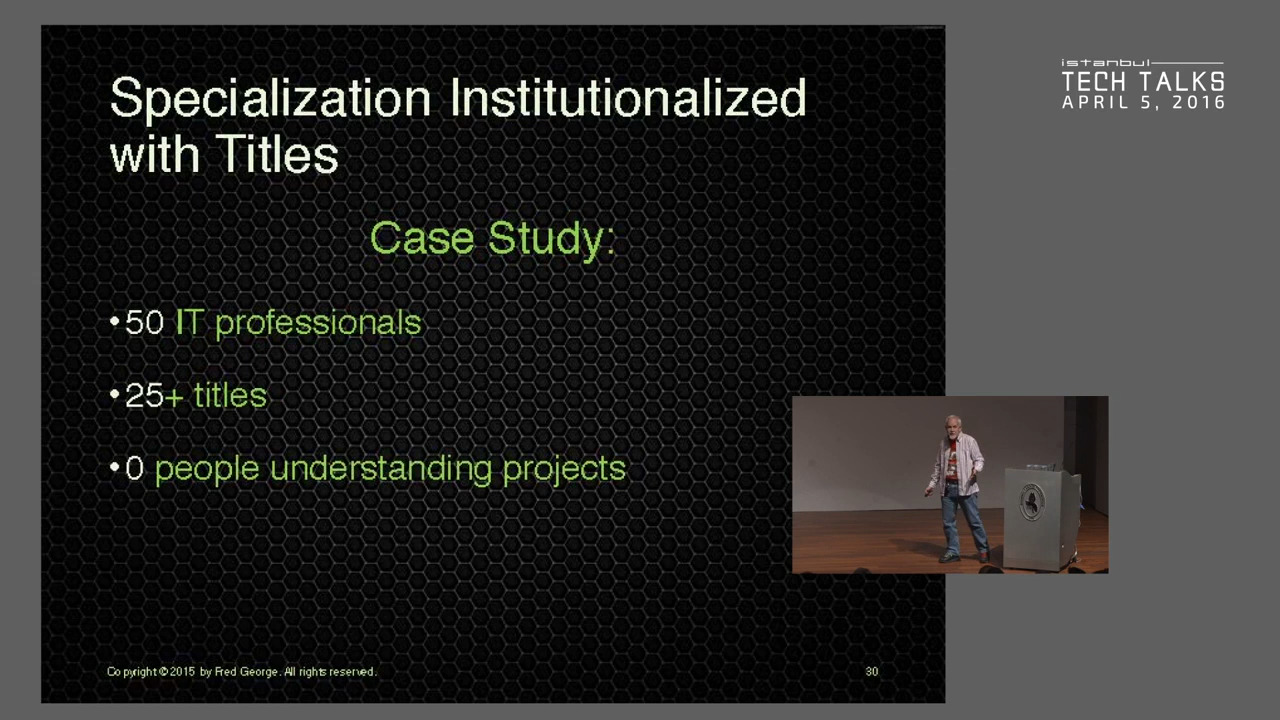 Specialization Institutionalized
with Titles
Case Study:
•50 IT professionals
•25+ titles
•0 people understanding projects
Copyright © 2015 by Fred George. All rights reserved.
30
istanbul
TECH TALKS
APRIL 5, 2016